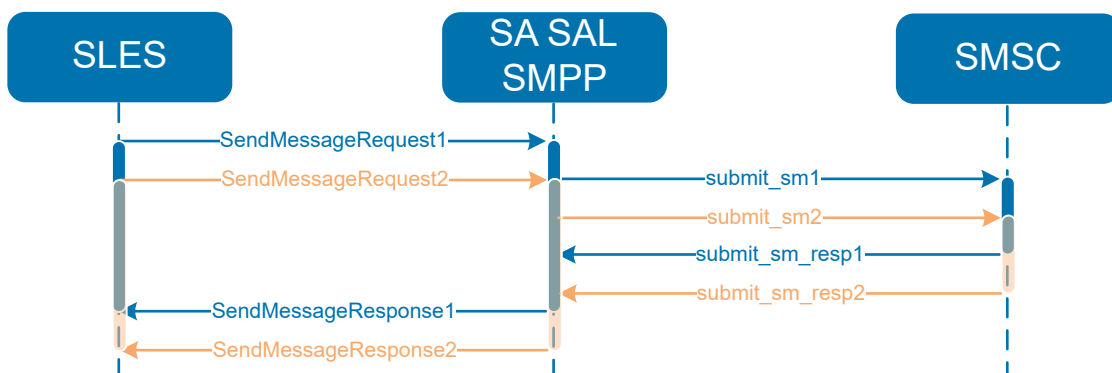 SLES
SA SAL
SMPP
SMSC
SendMessageRequest1
SendMessageRequest2
submit_sm1
submit_sm2
submit_sm_resp1
submit_sm_resp2
SendMessageResponse1
SendMessageResponse2